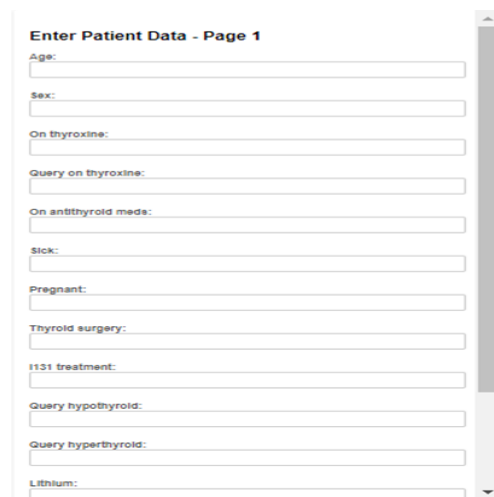 Enter Patient Data - Page 1
Age:
Sex:
On thyroxine:
Query on thyroxine:
On antithyroid meds:
Sick:
Pregnant:
Thyroid surgery:
I131 treatment:
Query hypothyroid:
Query hyperthyroid:
Lithium: